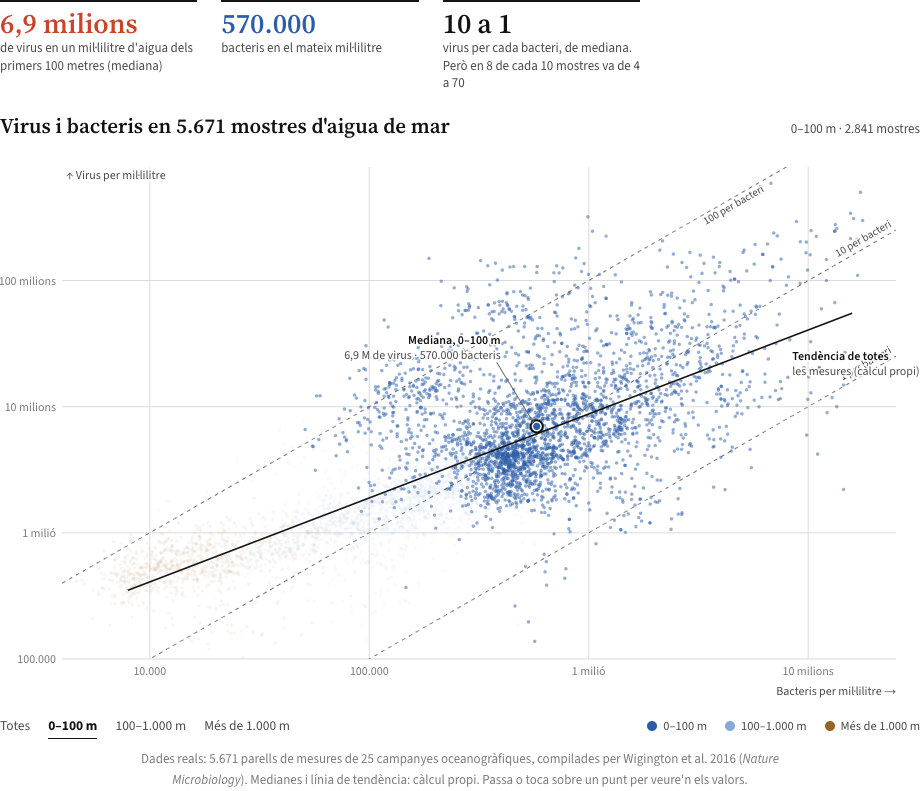 6,9 milions
de virus en un mil·lilitre d'aigua dels
primers 100 metres (mediana)
570.000
bacteris en el mateix mil·lilitre
10 a 1
virus per cada bacteri, de mediana.
Però en 8 de cada 10 mostres va de 4
a 70
Virus i bacteris en 5.671 mostres d'aigua de mar
0–100 m · 2.841 mostres
↑ Virus per mil·lilitre
100 per bacteri
10 per bacteri
100 milions
Mediana, 0–100 m
6,9 M de virus · 570.000 bacteris
Tendència de totes
les mesures (càlcul propi)
10 milions
1 milió
100.000
10.000
100.000
1 milió
10 milions
Bacteris per mil·lilitre →
Totes
0–100 m
100–1.000 m
Més de 1.000 m
0–100 m
100–1.000 m
Més de 1.000 m
Dades reals: 5.671 parells de mesures de 25 campanyes oceanogràfiques, compilades per Wigington et al. 2016 (Nature
Microbiology). Medianes i línia de tendència: càlcul propi. Passa o toca sobre un punt per veure'n els valors.